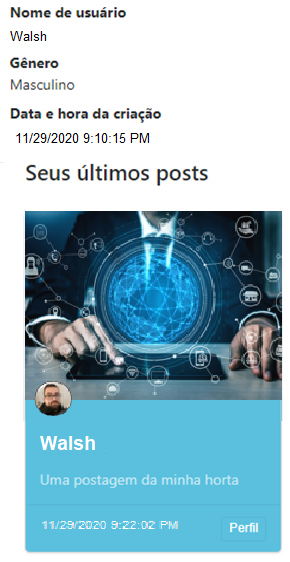 Nome de usuário
Walsh
Gênero
Masculino
Data e hora da criação
11/29/2020 9:10:15 PM
Seus últimos posts
Walsh
Uma postagem da minha horta
11/29/2020 9:22:02 PM
Perfil